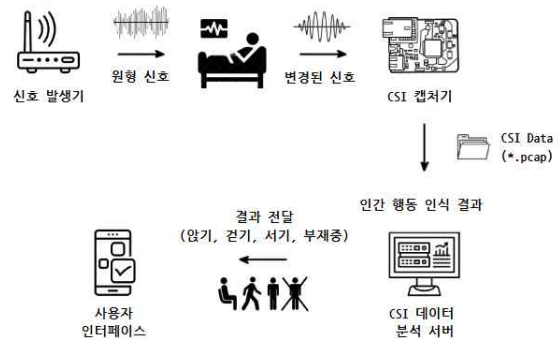 신호 발생기
원형 신호
변경된 신호
CSI 캡처기
CSI Data
(*.pcap)
인간 행동 인식 결과
결과 전달
(앉기, 걷기, 서기, 부재중)
사용자
인터페이스
CSI 데이터
분석 서버